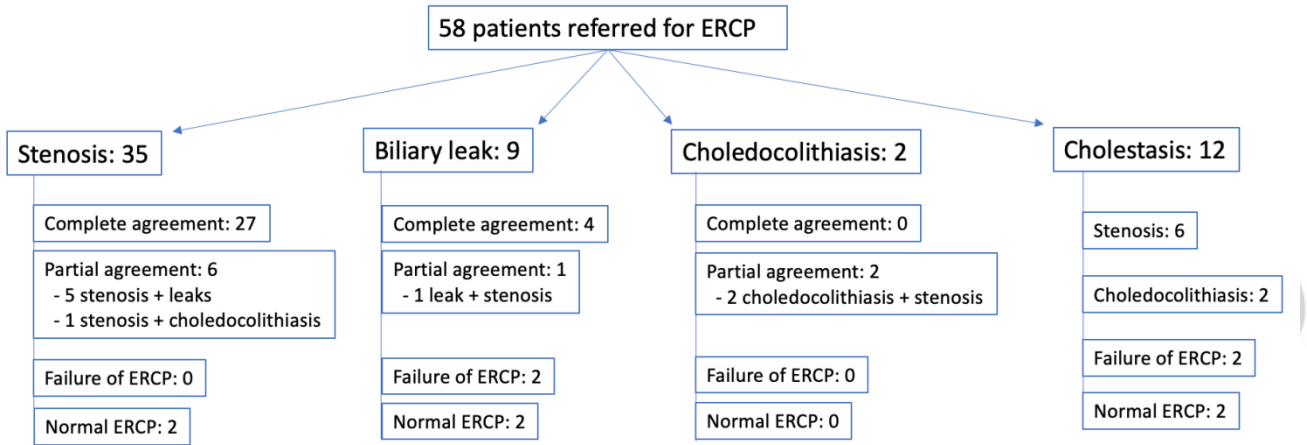 58 patients referred for ERCP
Stenosis: 35
Complete agreement: 27
Partial agreement: 6
- 5 stenosis + leaks
- 1 stenosis + choledocolithiasis
Failure of ERCP: 0
Normal ERCP: 2
Biliary leak: 9
Complete agreement: 4
Partial agreement: 1
- 1 leak + stenosis
Failure of ERCP: 2
Normal ERCP: 2
Choledocolithiasis: 2
Complete agreement: 0
Partial agreement: 2
- 2 choledocolithiasis + stenosis
Failure of ERCP: 0
Normal ERCP: 0
Cholestasis: 12
Stenosis: 6
Choledocolithiasis: 2
Failure of ERCP: 2
Normal ERCP: 2